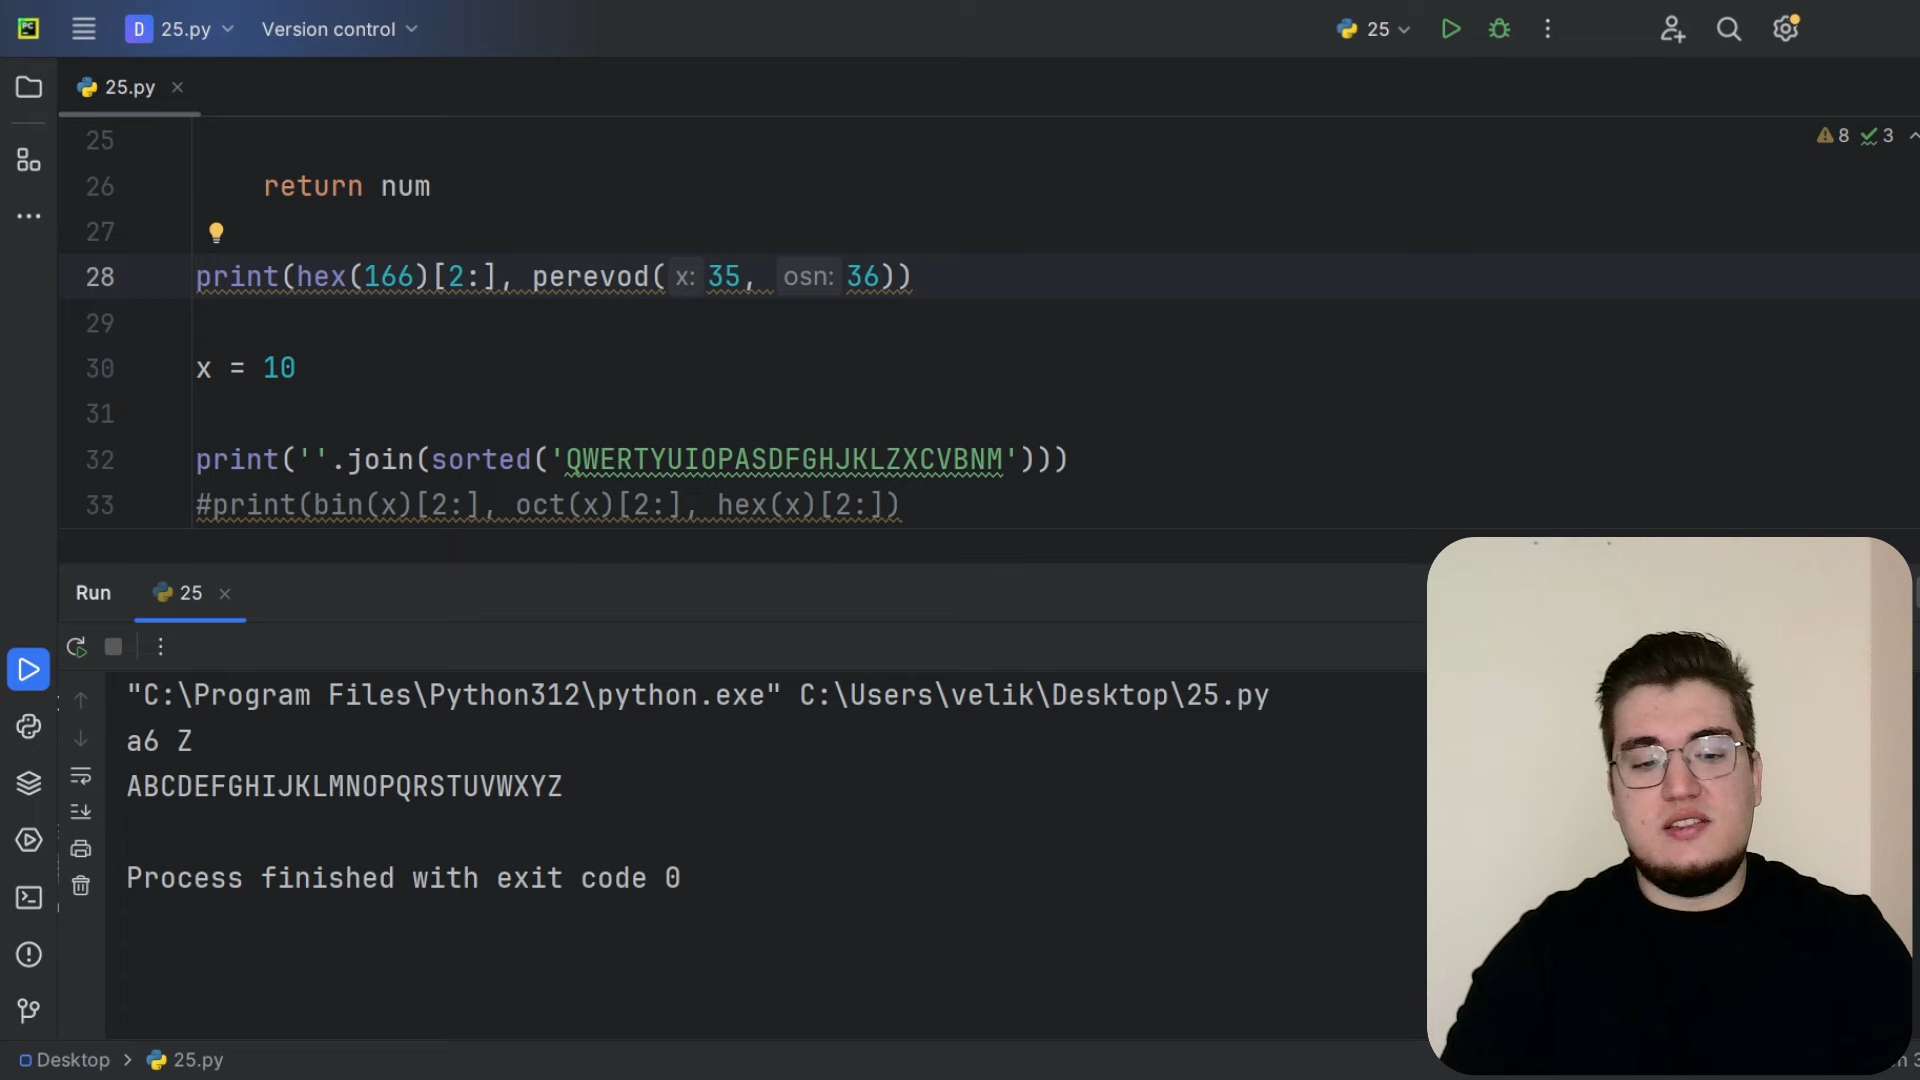 PC
D 25.py Version control 25
25.py
8 3
25
26 return num
27
28 print(hex(166)[2:], perevod( x: 35, osn: 36))
29
30 x = 10
31
32 print(''.join(sorted('QWERTYUIOPASDFGHJKLZXCVBNM')))
33 #print(bin(x)[2:], oct(x)[2:], hex(x)[2:])
Run 25
"C:\Program Files\Python312\python.exe" C:\Users\velik\Desktop\25.py
a6 Z
ABCDEFGHIJKLMNOPQRSTUVWXYZ
Process finished with exit code 0
Desktop > 25.py